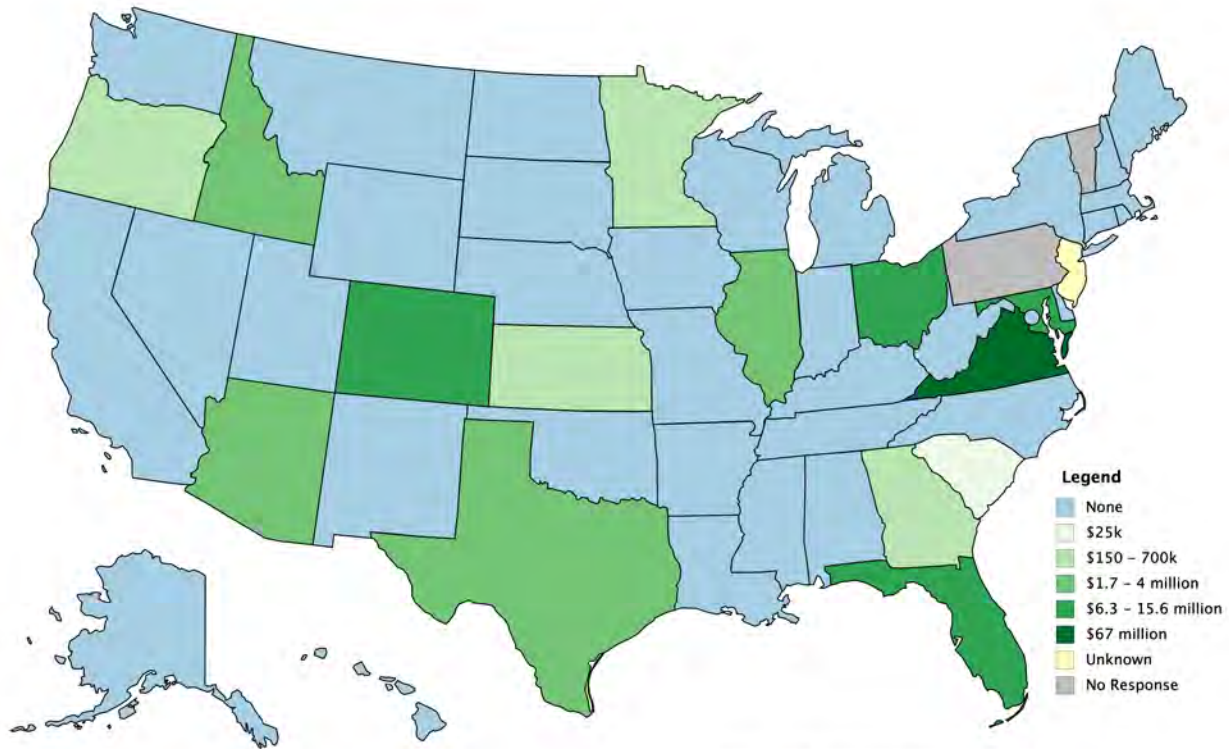 Legend
None
$25k
$150 – 700k
$1.7 – 4 million
$6.3 – 15.6 million
$67 million
Unknown
No Response